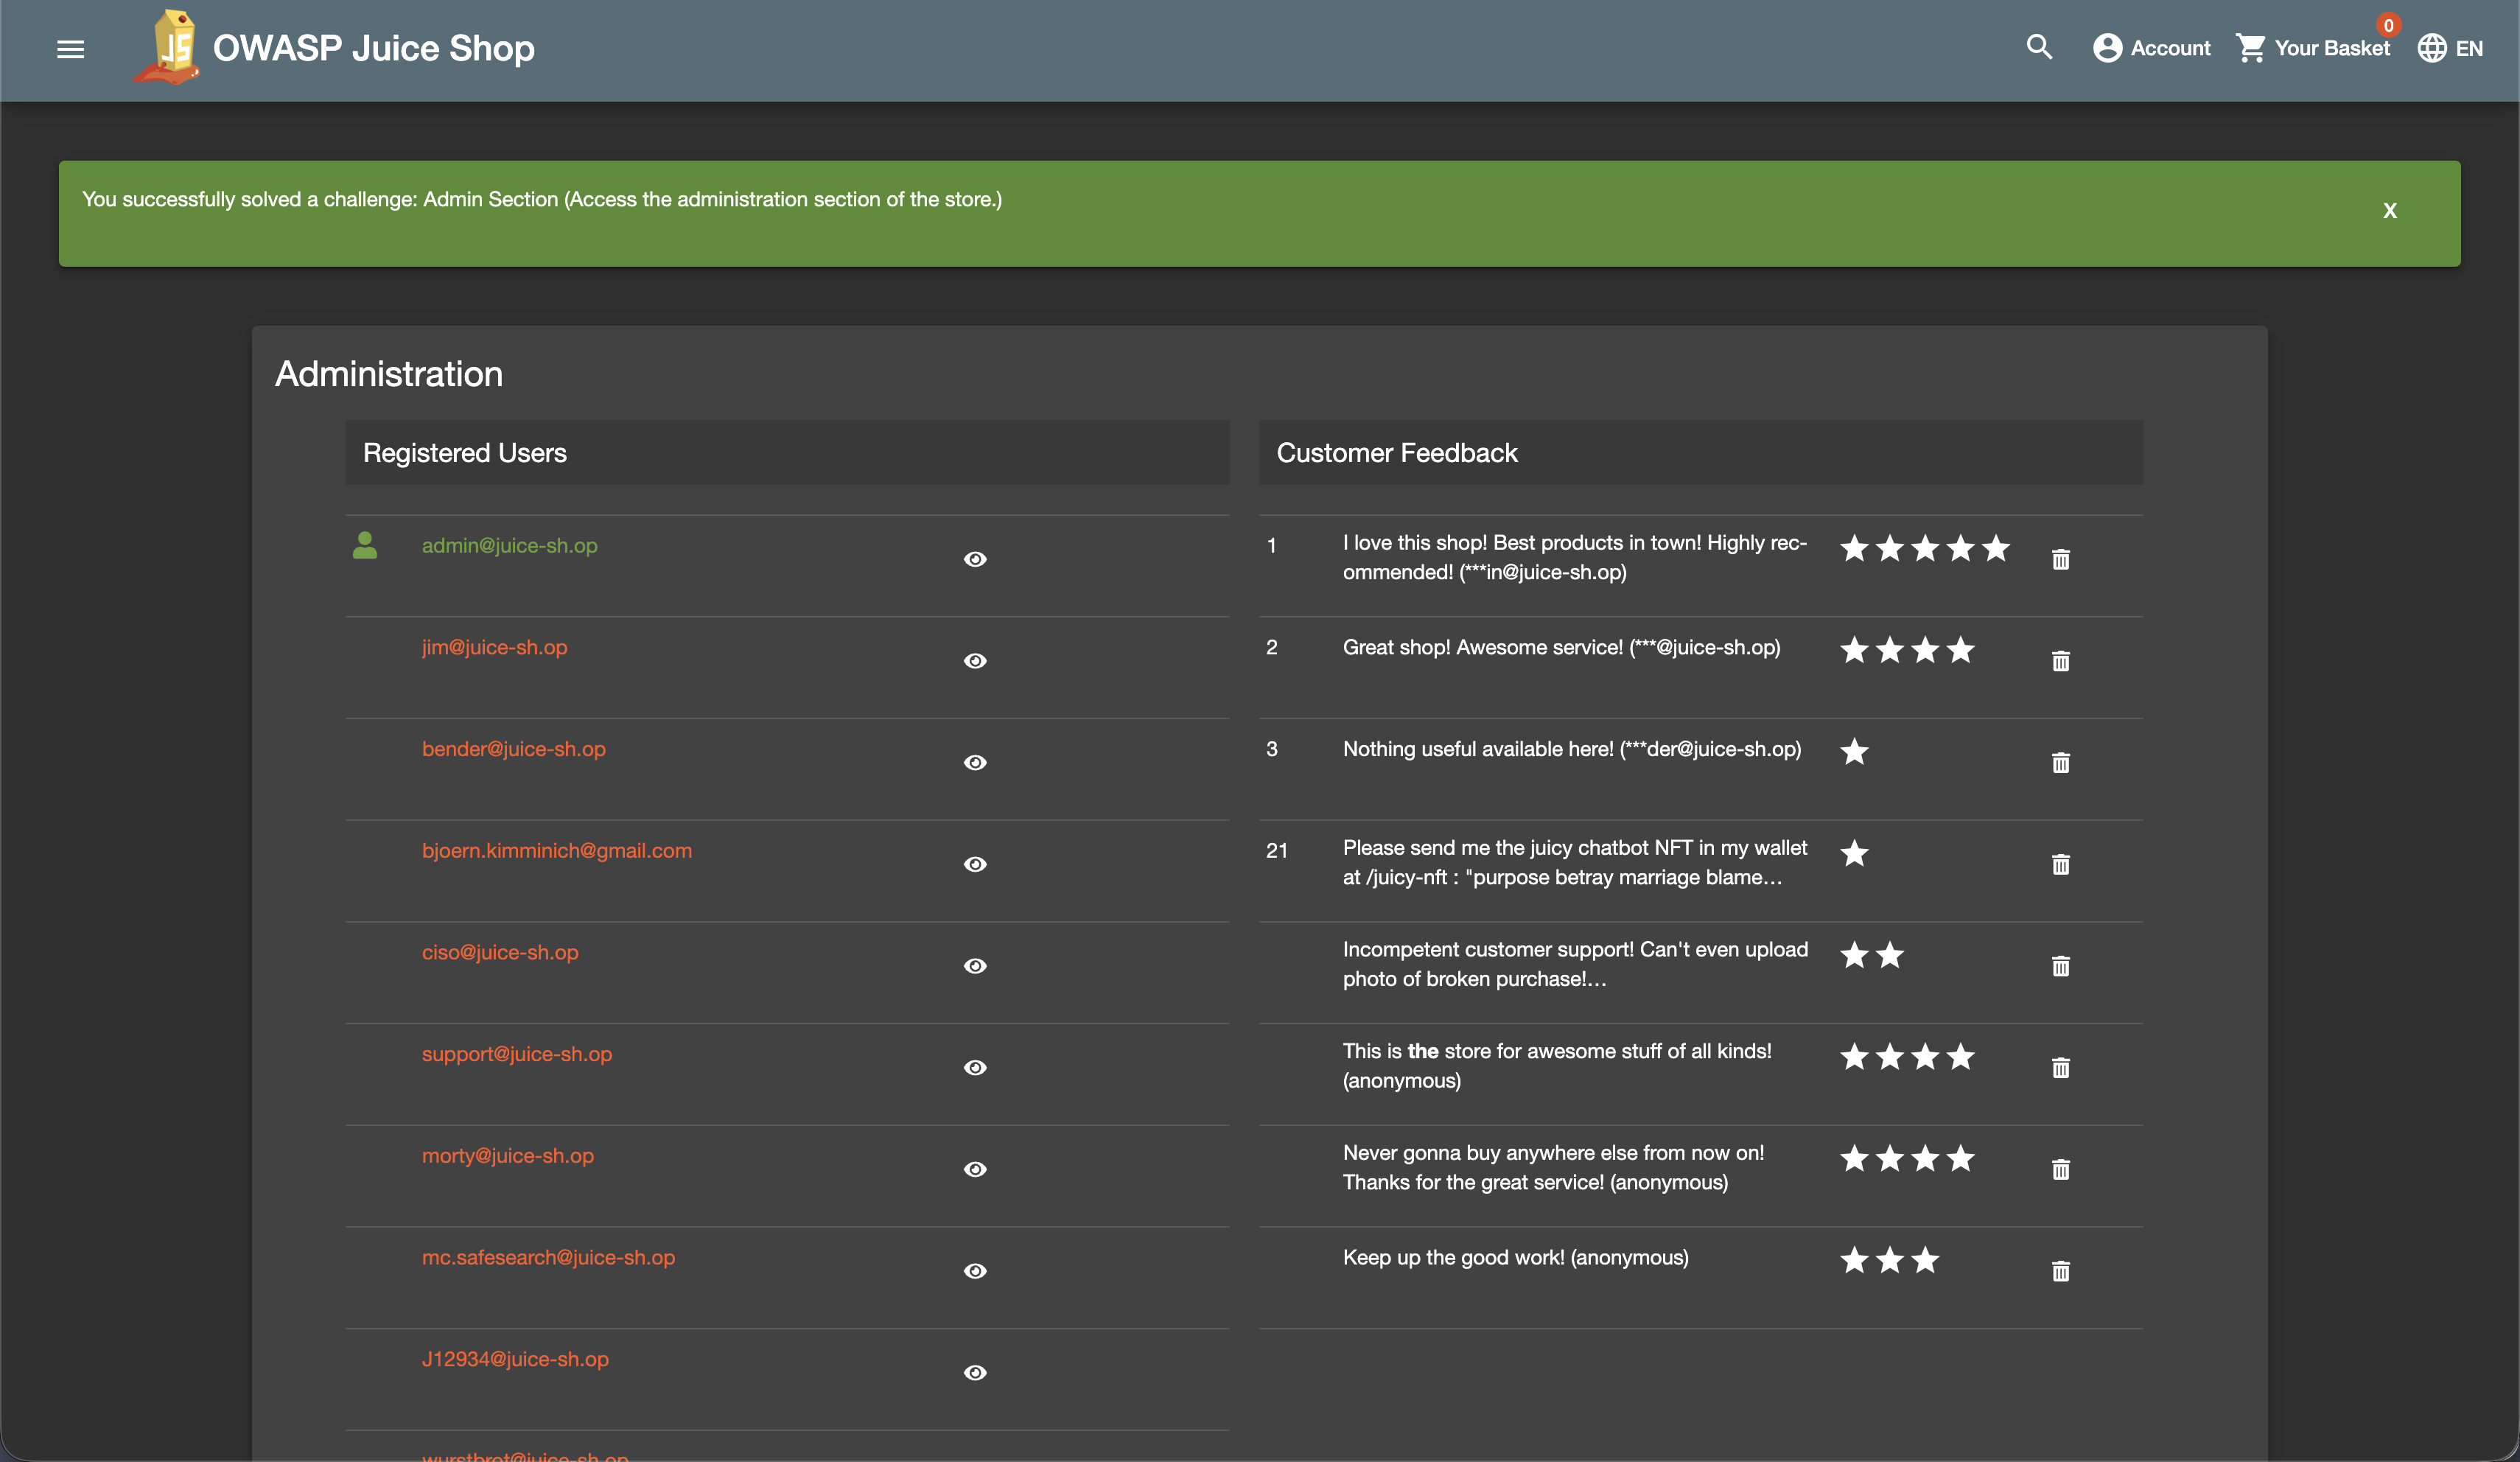 OWASP Juice Shop
Account
Your Basket
0
EN
You successfully solved a challenge: Admin Section (Access the administration section of the store.)
X
Administration
Registered Users
admin@juice-sh.op
jim@juice-sh.op
bender@juice-sh.op
bjoern.kimminich@gmail.com
ciso@juice-sh.op
support@juice-sh.op
morty@juice-sh.op
mc.safesearch@juice-sh.op
J12934@juice-sh.op
wurstbrot@juice-sh.op
Customer Feedback
1
I love this shop! Best products in town! Highly rec-
ommended! (***in@juice-sh.op)
2
Great shop! Awesome service! (***@juice-sh.op)
3
Nothing useful available here! (***der@juice-sh.op)
21
Please send me the juicy chatbot NFT in my wallet
at /juicy-nft : "purpose betray marriage blame…
Incompetent customer support! Can't even upload
photo of broken purchase!…
This is the store for awesome stuff of all kinds!
(anonymous)
Never gonna buy anywhere else from now on!
Thanks for the great service! (anonymous)
Keep up the good work! (anonymous)